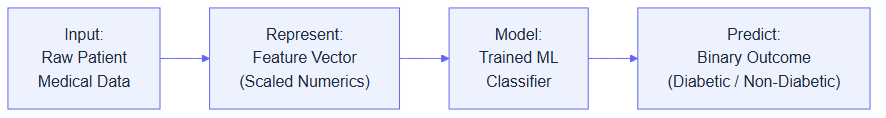 Input:
Raw Patient
Medical Data
Represent:
Feature Vector
(Scaled Numerics)
Model:
Trained ML
Classifier
Predict:
Binary Outcome
(Diabetic / Non-Diabetic)